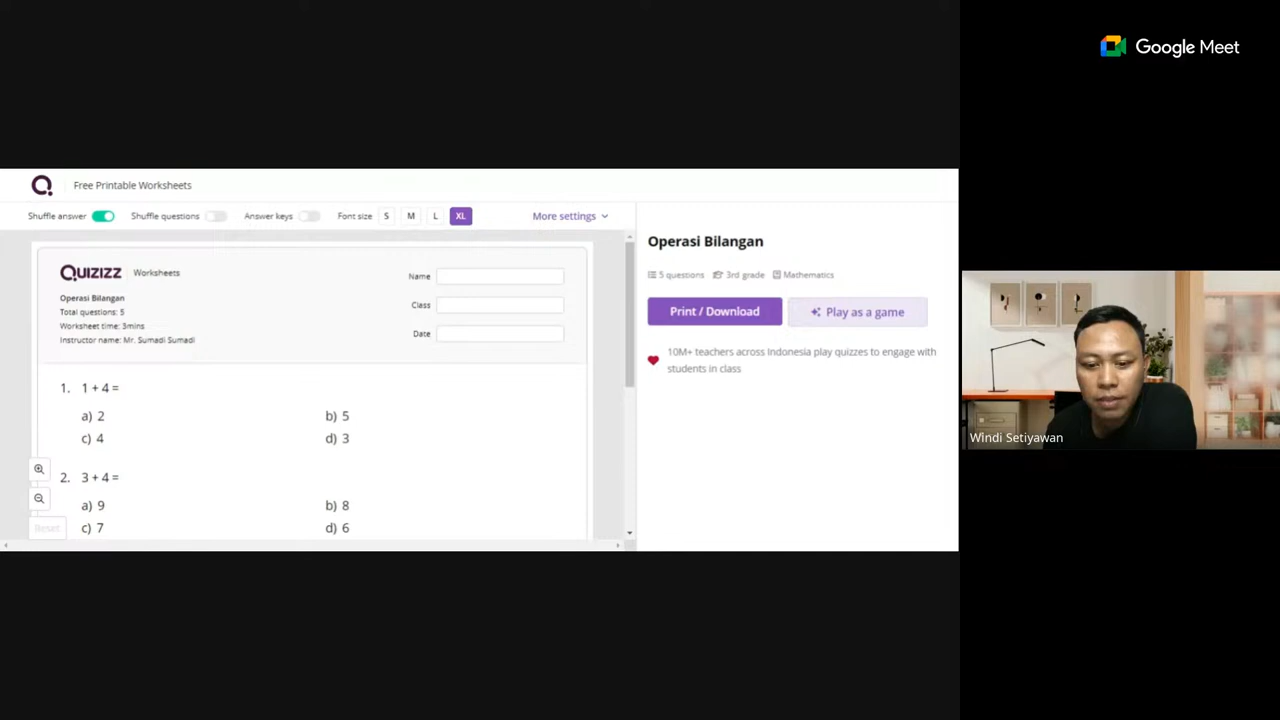 Google Meet
Free Printable Worksheets
Shuffle answer Shuffle questions Answer keys Font size S M L XL More settings
QUIZIZZ Worksheets
Operasi Bilangan
Total questions: 5
Worksheet time: 3mins
Instructor name: Mr. Sumadi Sumadi
Name
Class
Date
1. 1 + 4 =
a) 2 b) 5
c) 4 d) 3
2. 3 + 4 =
a) 9 b) 8
c) 7 d) 6
Reset
Operasi Bilangan
5 questions 3rd grade Mathematics
Print / Download Play as a game
10M+ teachers across Indonesia play quizzes to engage with
students in class
Windi Setiyawan